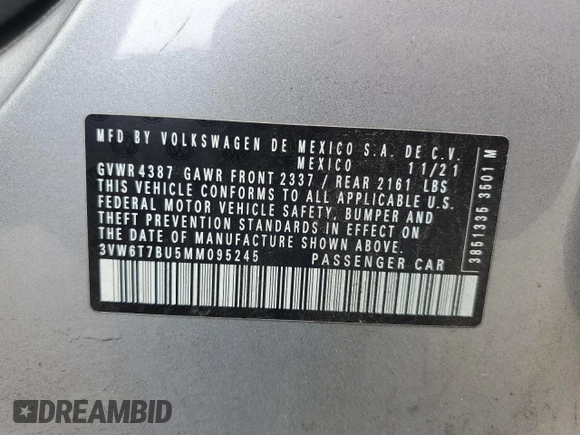 MFD BY VOLKSWAGEN DE MEXICO S.A. DE C.V.
MEXICO 11/21
GVWR 4387 GAWR FRONT 2337 / REAR 2161 LBS
THIS VEHICLE CONFORMS TO ALL APPLICABLE U.S.
FEDERAL MOTOR VEHICLE SAFETY, BUMPER AND
THEFT PREVENTION STANDARDS IN EFFECT ON
THE DATE OF MANUFACTURE SHOWN ABOVE.
3VW6T7BU5MM095245 PASSENGER CAR
3851335 3501 M
DREAMBID